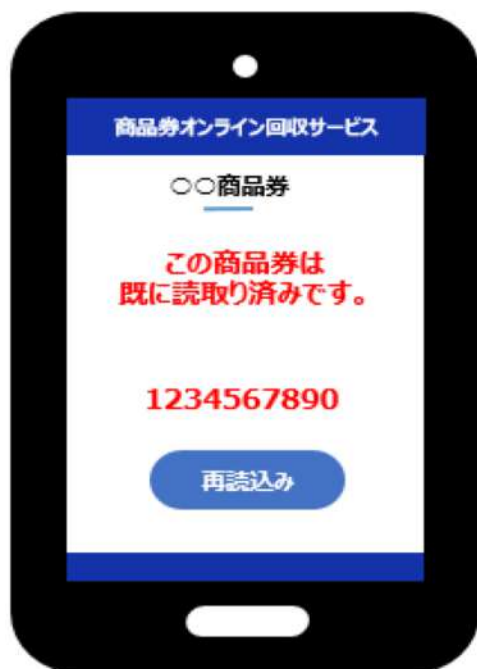 商品券オンライン回収サービス
○○商品券
この商品券は
既に読取り済みです。
1234567890
再読込み